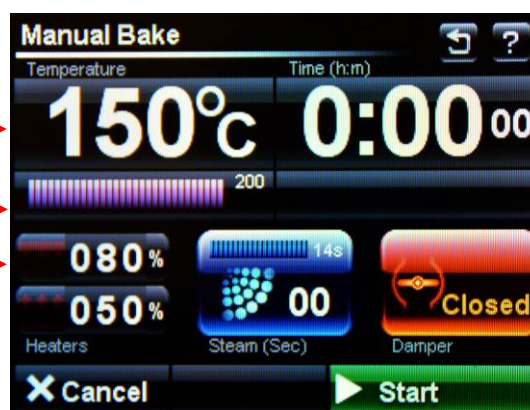 Manual Bake ?
Temperature Time (h:m)
150°C 0:00 00
200
080% 14s
00
050% Closed
Heaters Steam (Sec) Damper
Cancel Start